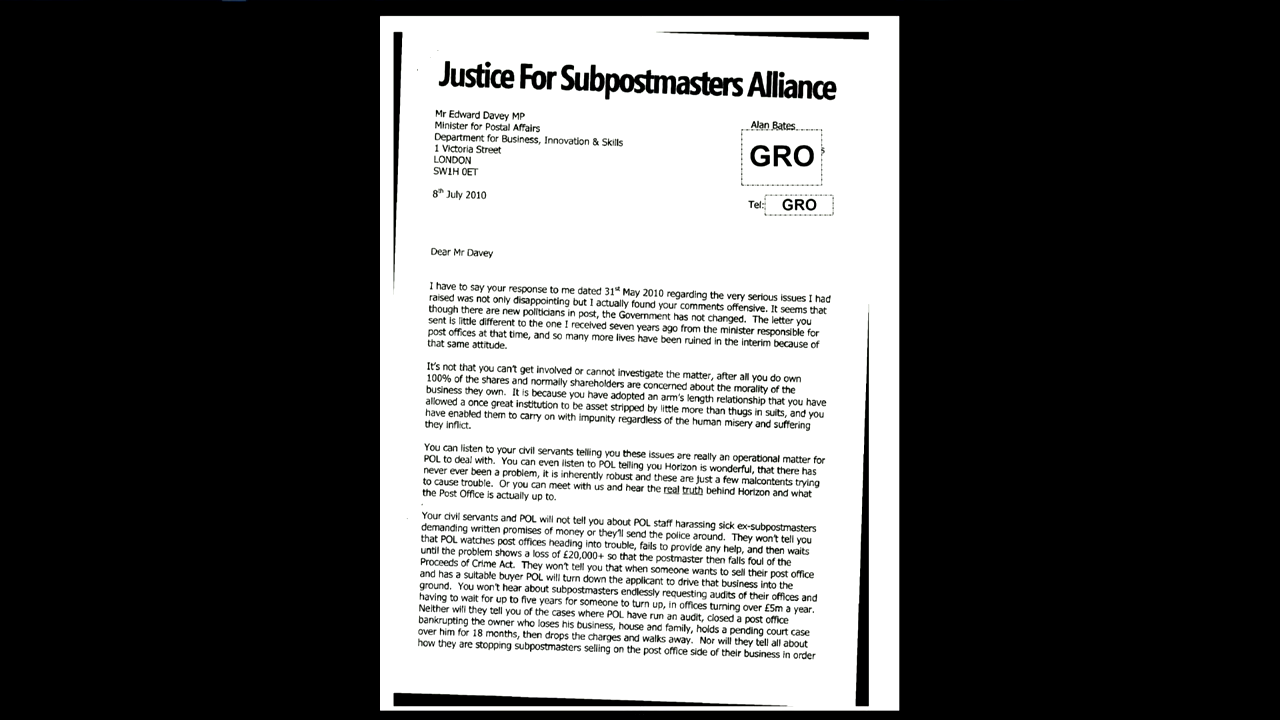 Justice For Subpostmasters Alliance
Mr Edward Davey MP
Minister for Postal Affairs
Department for Business, Innovation & Skills
1 Victoria Street
LONDON
SW1H 0ET
8th July 2010
Alan Bates
GRO
Tel: GRO
Dear Mr Davey
I have to say your response to me dated 31st May 2010 regarding the very serious issues I had
raised was not only disappointing but I actually found your comments offensive. It seems that
though there are new politicians in post, the Government has not changed. The letter you
sent is little different to the one I received seven years ago from the minister responsible for
post offices at that time, and so many more lives have been ruined in the interim because of
that same attitude.
It's not that you can't get involved or cannot investigate the matter, after all you do own
100% of the shares and normally shareholders are concerned about the morality of the
business they own. It is because you have adopted an arm's length relationship that you have
allowed a once great institution to be asset stripped by little more than thugs in suits, and you
have enabled them to carry on with impunity regardless of the human misery and suffering
they inflict.
You can listen to your civil servants telling you these issues are really an operational matter for
POL to deal with. You can even listen to POL telling you Horizon is wonderful, that there has
never ever been a problem, it is inherently robust and these are just a few malcontents trying
to cause trouble. Or you can meet with us and hear the real truth behind Horizon and what
the Post Office is actually up to.
Your civil servants and POL will not tell you about POL staff harassing sick ex-subpostmasters
demanding written promises of money or they'll send the police around. They won't tell you
that POL watches post offices heading into trouble, fails to provide any help, and then waits
until the problem shows a loss of £20,000+ so that the postmaster then falls foul of the
Proceeds of Crime Act. They won't tell you that when someone wants to sell their post office
and has a suitable buyer POL will turn down the applicant to drive that business into the
ground. You won't hear about subpostmasters endlessly requesting audits of their offices and
having to wait for up to five years for someone to turn up, in offices turning over £5m a year.
Neither will they tell you of the cases where POL have run an audit, closed a post office
bankrupting the owner who loses his business, house and family, holds a pending court case
over him for 18 months, then drops the charges and walks away. Nor will they tell all about
how they are stopping subpostmasters selling on the post office side of their business in order